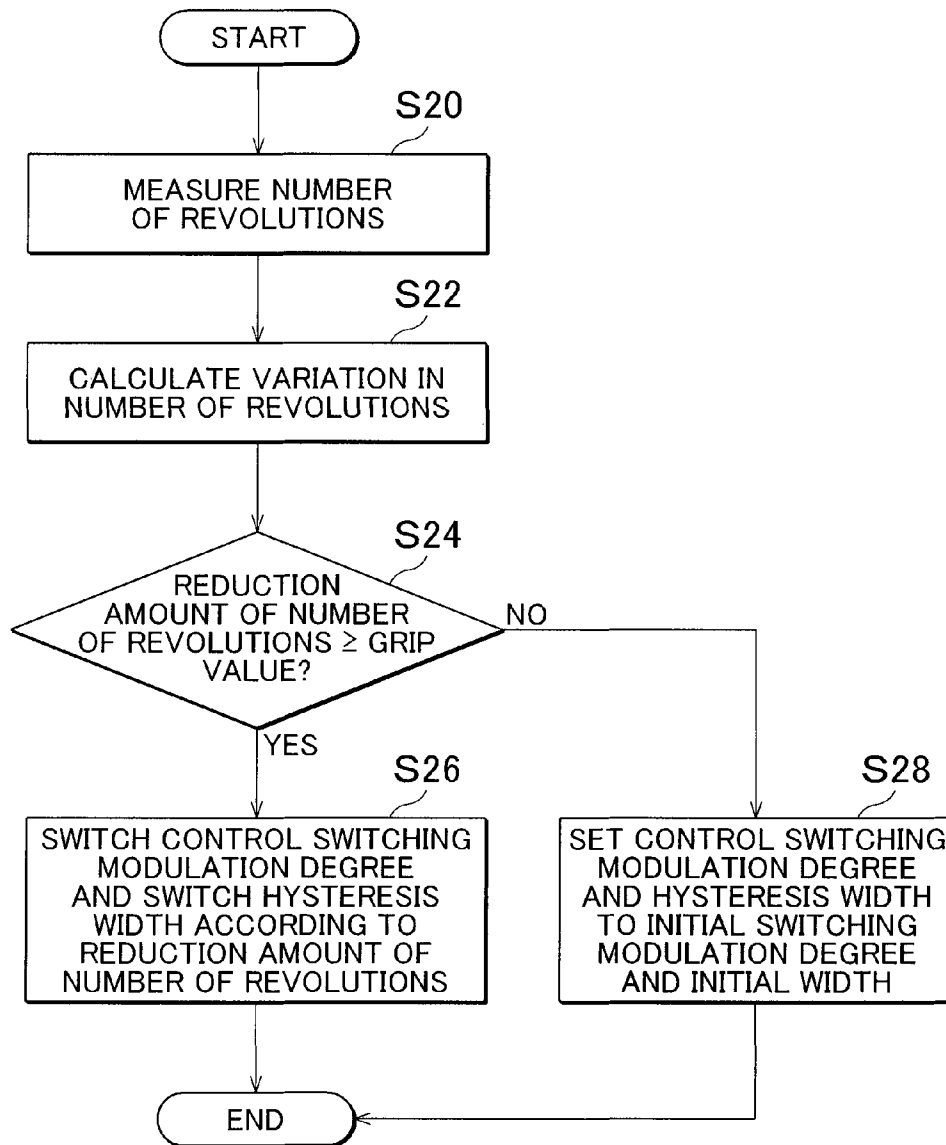 START
S20
MEASURE NUMBER
OF REVOLUTIONS
S22
CALCULATE VARIATION IN
NUMBER OF REVOLUTIONS
S24
REDUCTION
AMOUNT OF NUMBER
OF REVOLUTIONS ≥ GRIP
VALUE?
NO
YES
S26
SWITCH CONTROL SWITCHING
MODULATION DEGREE
AND SWITCH HYSTERESIS
WIDTH ACCORDING TO
REDUCTION AMOUNT OF
NUMBER OF REVOLUTIONS
S28
SET CONTROL SWITCHING
MODULATION DEGREE
AND HYSTERESIS WIDTH
TO INITIAL SWITCHING
MODULATION DEGREE
AND INITIAL WIDTH
END